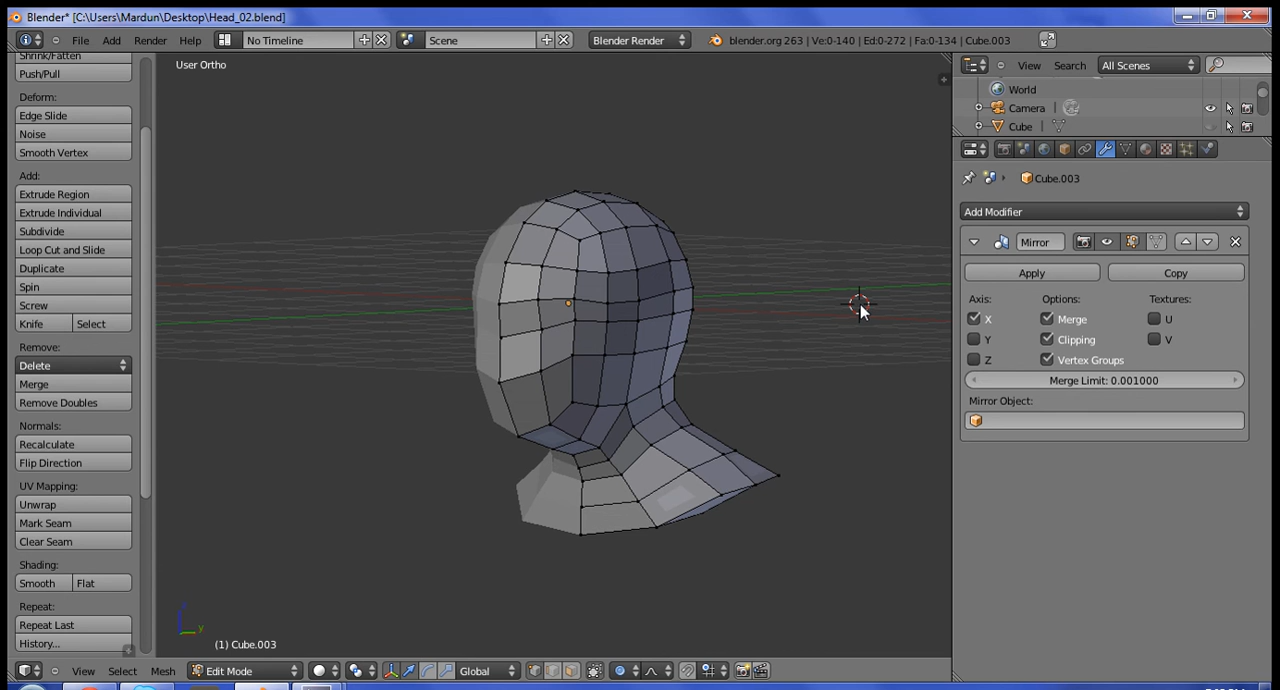 Blender* [C:\Users\Mardun\Desktop\Head_02.blend]
File Add Render Help No Timeline Scene Blender Render blender.org 263 | Ve:0-140 | Ed:0-272 | Fa:0-134 | Cube.003
Shrink/Fatten
Push/Pull
Deform:
Edge Slide
Noise
Smooth Vertex
Add:
Extrude Region
Extrude Individual
Subdivide
Loop Cut and Slide
Duplicate
Spin
Screw
Knife Select
Remove:
Delete
Merge
Remove Doubles
Normals:
Recalculate
Flip Direction
UV Mapping:
Unwrap
Mark Seam
Clear Seam
Shading:
Smooth Flat
Repeat:
Repeat Last
History...
User Ortho
y
(1) Cube.003
View Select Mesh Edit Mode Global
View Search All Scenes
World
Camera
Cube
Cube.003
Add Modifier
Mirror
Apply Copy
Axis: Options: Textures:
X Merge U
Y Clipping V
Z Vertex Groups
Merge Limit: 0.001000
Mirror Object: